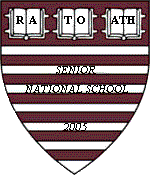 RA TO ATH
SENIOR
NATIONAL SCHOOL
2005